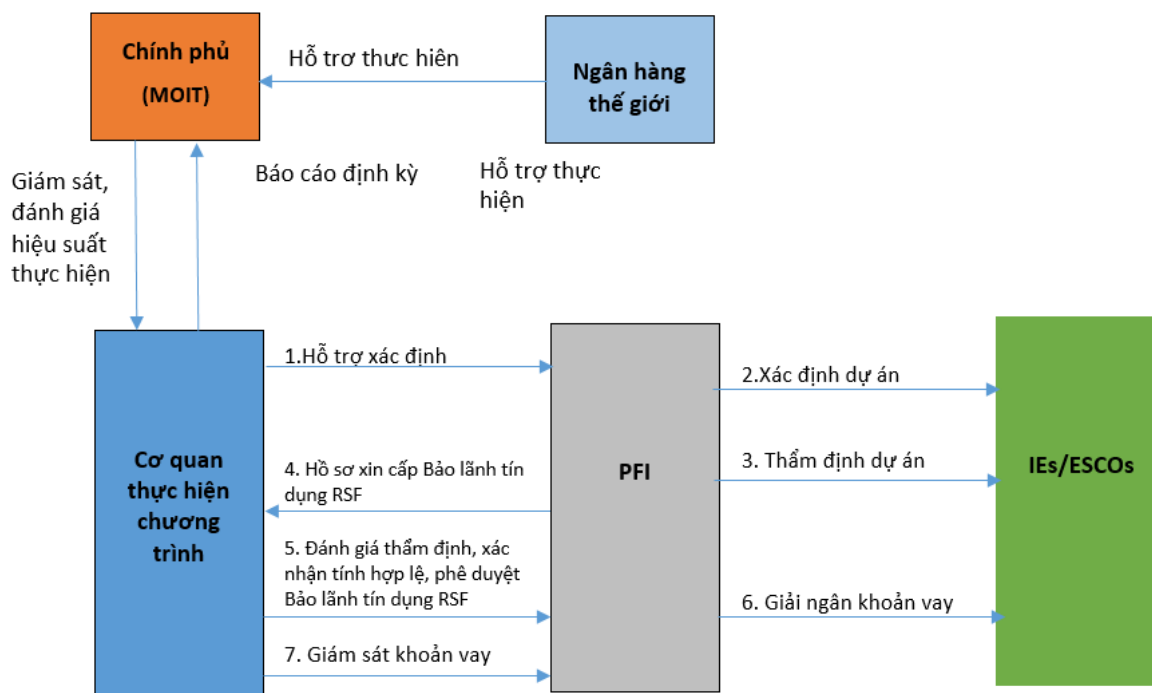 Chính phủ
(MOIT)
Hỗ trơ thưc hiên
Ngân hàng
thế giới
Giám sát,
đánh giá
hiệu suất
thực hiện
Báo cáo định kỳ
Hỗ trợ thực
hiện
Cơ quan
thực hiện
chương
trình
1.Hỗ trợ xác định
4. Hồ sơ xin cấp Bảo lãnh tín
dụng RSF
5. Đánh giá thẩm định, xác
nhận tính hợp lệ, phê duyệt
Bảo lãnh tín dụng RSF
7. Giám sát khoản vay
PFI
2.Xác định dự án
3. Thẩm định dự án
6. Giải ngân khoản vay
IEs/ESCOs